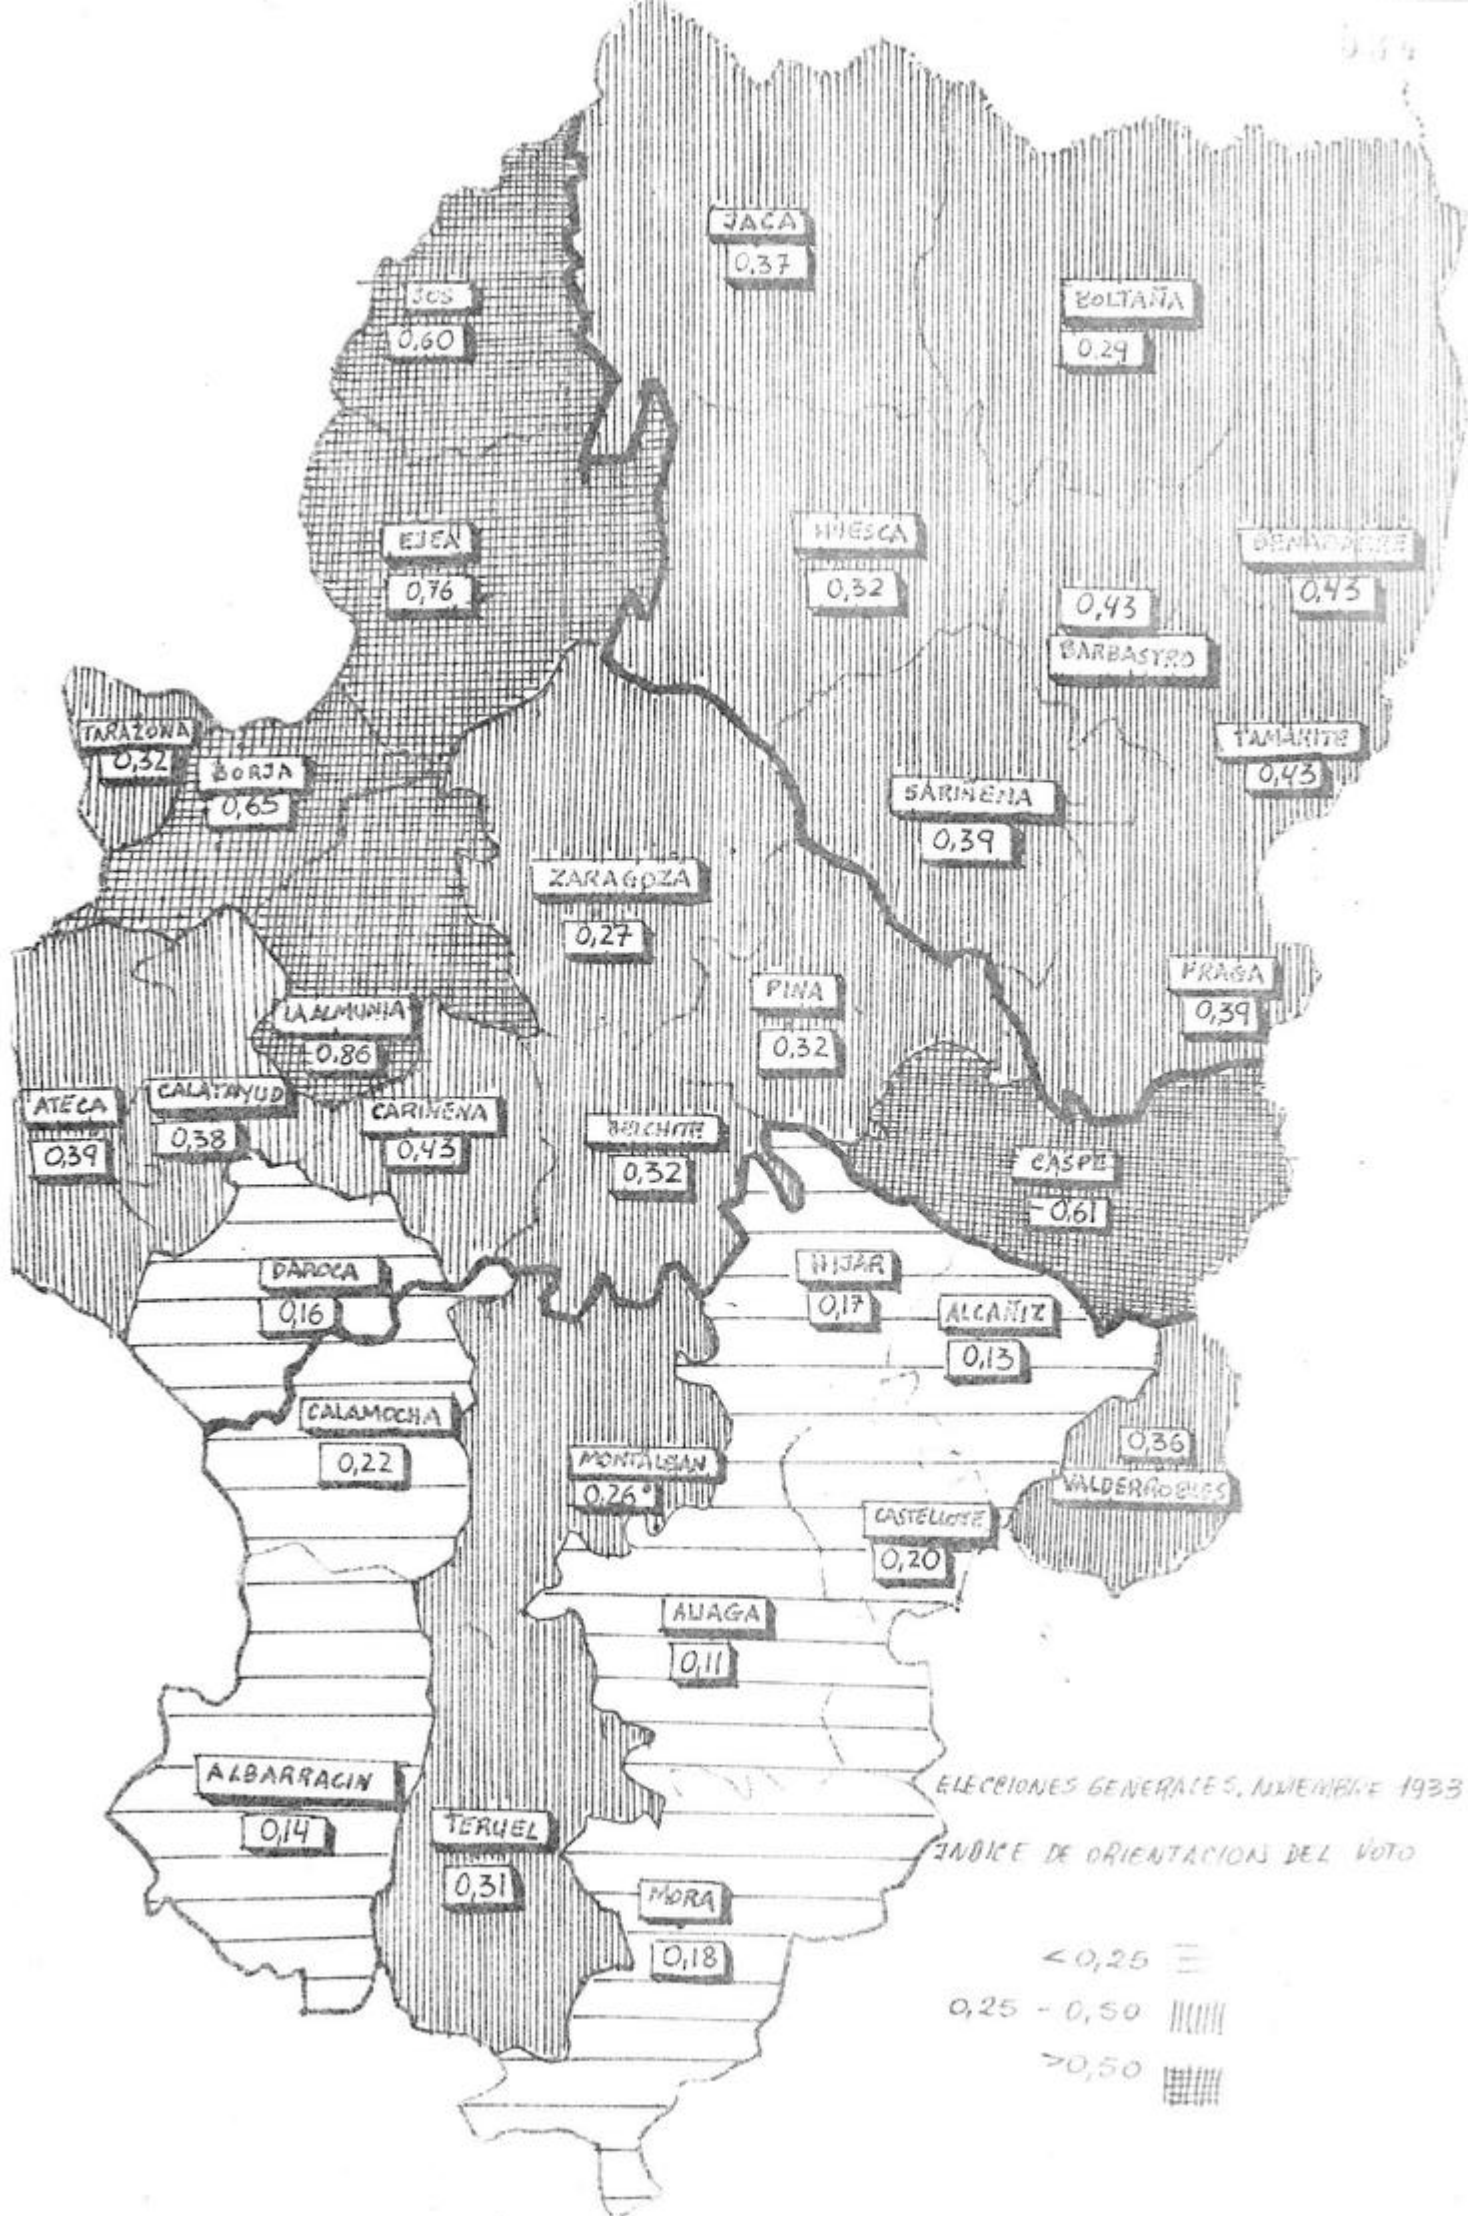 JACA
0,37
JOS
0,60
BOLTAÑA
0.29
EJEA
0,76
HUESCA
0,32
BENABARRE
0,43
0,43
BARBASTRO
TARAZONA
0,32
BORJA
0,65
TAMARITE
0,43
SARIÑENA
0,39
ZARAGOZA
0,27
PINA
0,32
FRAGA
0,39
LA ALMUNIA
0.86
ATECA
0,39
CALATAYUD
0,38
CARIÑENA
0,43
BELCHITE
0,32
CASPE
0,61
DAROCA
0,16
HIJAR
0,17
ALCAÑIZ
0,13
CALAMOCHA
0,22
MONTALBAN
0,26
0,36
VALDERROBLES
CASTELLOTE
0,20
ALIAGA
0,11
ALBARRACIN
0,14
TERUEL
0,31
MORA
0,18
ELECCIONES GENERALES, NOVIEMBRE 1933
INDICE DE ORIENTACION DEL VOTO
<0,25
0,25 - 0,50
>0,50